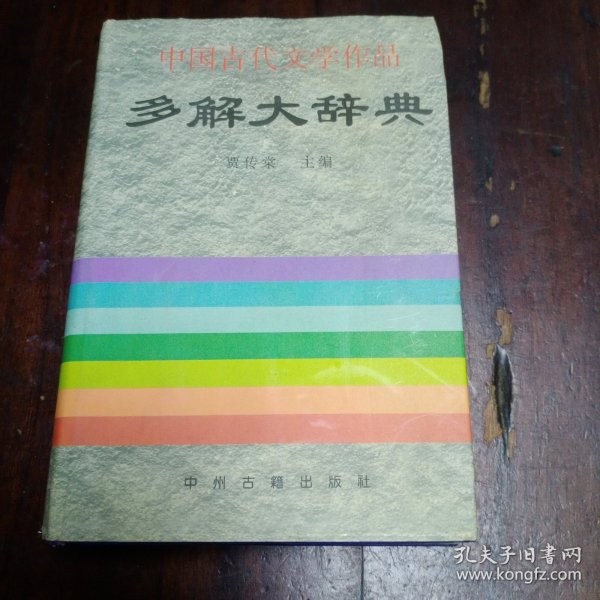 中国古代文学作品
多解大辞典
贾传棠 主编
中州古籍出版社
孔夫子旧书网
www.kongfz.com